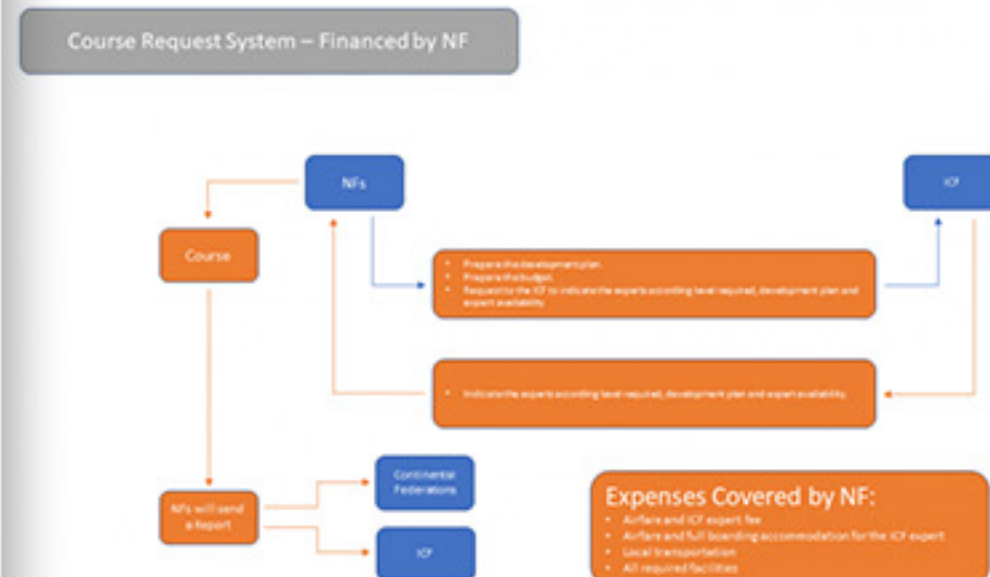 Course Request System – Financed by NF
NFs
ICF
Course
• Prepare the development plan.
• Prepare the budget.
• Request to the ICF to indicate the experts according level required, development plan and
expert availability
• Indicate the experts according level required, development plan and expert availability.
Continental
Federations
NFs will send
a Report
ICF
Expenses Covered by NF:
• Airfare and ICF expert fee
• Airfare and full boarding accommodation for the ICF expert
• Local transportation
• All required facilities